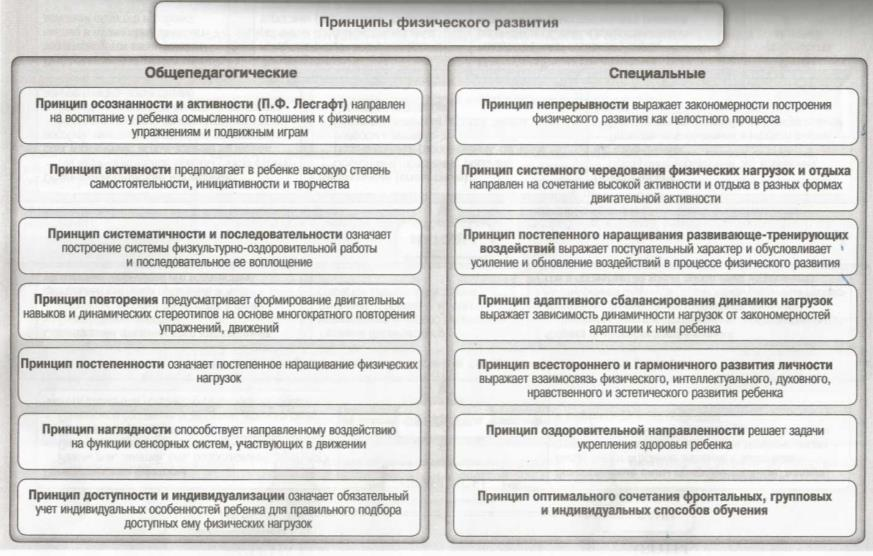 Принципы физического развития
Общепедагогические
Принцип осознанности и активности (П.Ф. Лесгафт) направлен
на воспитание у ребенка осмысленного отношения к физическим
упражнениям и подвижным играм
Принцип активности предполагает в ребенке высокую степень
самостоятельности, инициативности и творчества
Принцип систематичности и последовательности означает
построение системы физкультурно-оздоровительной работы
и последовательное ее воплощение
Принцип повторения предусматривает формирование двигательных
навыков и динамических стереотипов на основе многократного повторения
упражнений, движений
Принцип постепенности означает постепенное наращивание физических
нагрузок
Принцип наглядности способствует направленному воздействию
на функции сенсорных систем, участвующих в движении
Принцип доступности и индивидуализации означает обязательный
учет индивидуальных особенностей ребенка для правильного подбора
доступных ему физических нагрузок
Специальные
Принцип непрерывности выражает закономерности построения
физического развития как целостного процесса
Принцип системного чередования физических нагрузок и отдыха
направлен на сочетание высокой активности и отдыха в разных формах
двигательной активности
Принцип постепенного наращивания развивающе-тренирующих
воздействий выражает поступательный характер и обусловливает
усиление и обновление воздействий в процессе физического развития
Принцип адаптивного сбалансирования динамики нагрузок
выражает зависимость динамичности нагрузок от закономерностей
адаптации к ним ребенка
Принцип всестороннего и гармоничного развития личности
выражает взаимосвязь физического, интеллектуального, духовного,
нравственного и эстетического развития ребенка
Принцип оздоровительной направленности решает задачи
укрепления здоровья ребенка
Принцип оптимального сочетания фронтальных, групповых
и индивидуальных способов обучения